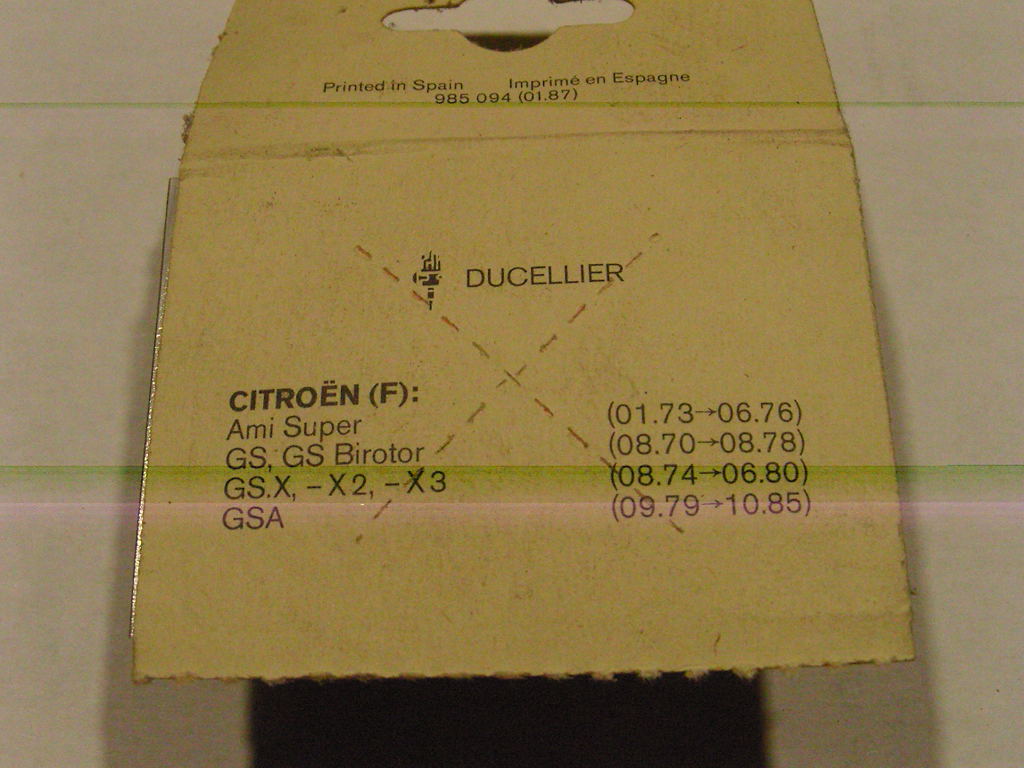 Printed in Spain Imprimé en Espagne
985 094 (01.87)
DUCELLIER
CITROËN (F):
Ami Super (01.73→06.76)
GS, GS Birotor (08.70→08.78)
GS.X, –X2, –X3 (08.74→06.80)
GSA (09.79→10.85)